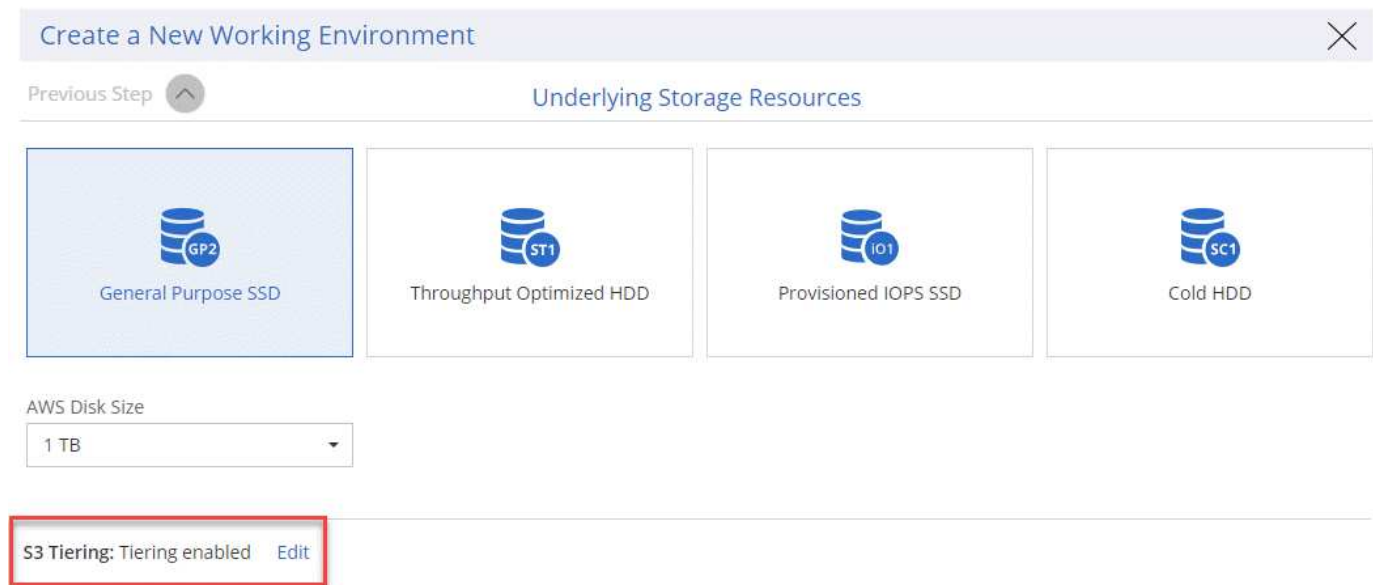 Create a New Working Environment
Previous Step
Underlying Storage Resources
GP2
ST1
IO1
SC1
General Purpose SSD
Throughput Optimized HDD
Provisioned IOPS SSD
Cold HDD
AWS Disk Size
1 TB
S3 Tiering: Tiering enabled Edit